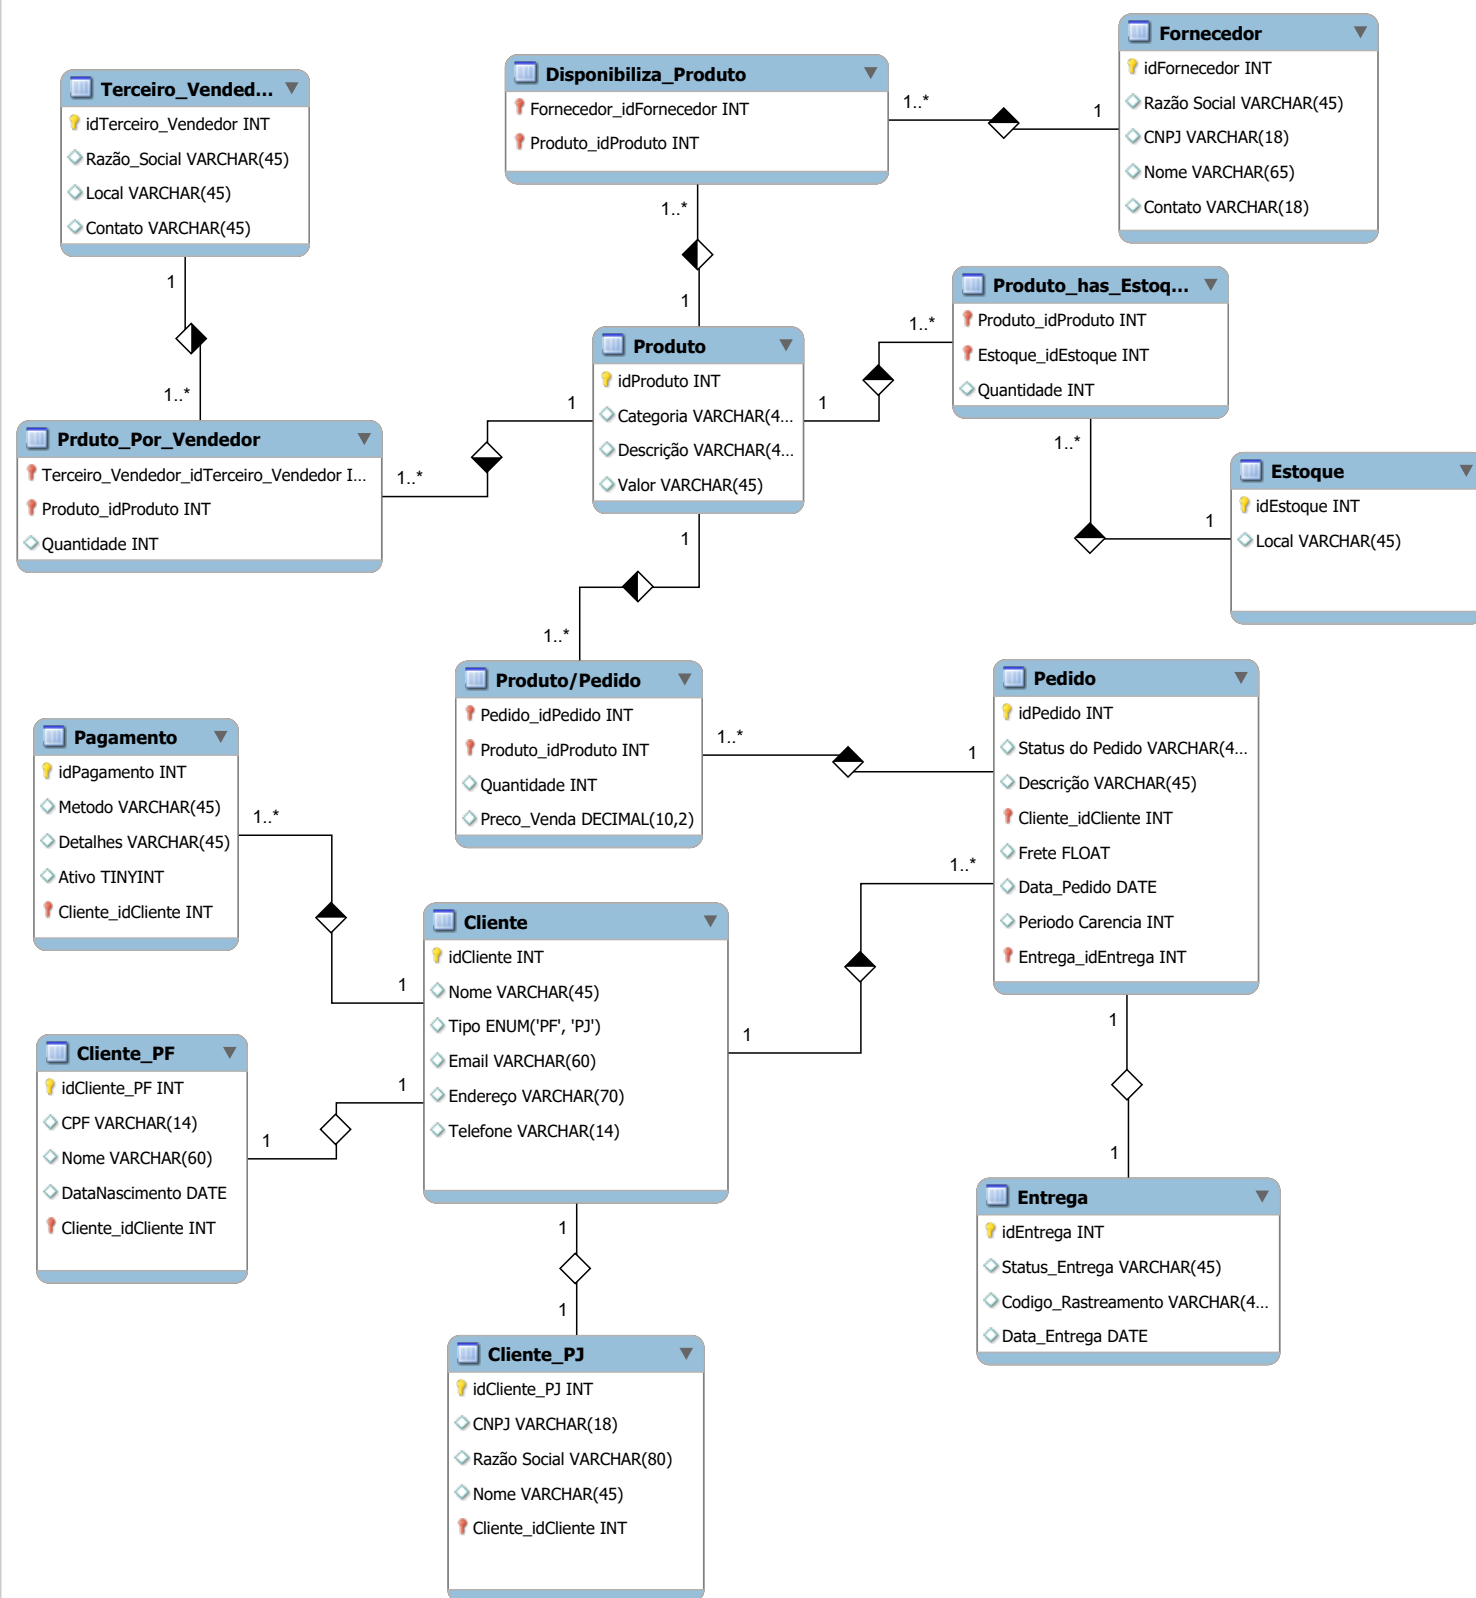 Terceiro_Vended...
idTerceiro_Vendedor INT
Razão_Social VARCHAR(45)
Local VARCHAR(45)
Contato VARCHAR(45)
Disponibiliza_Produto
Fornecedor_idFornecedor INT
Produto_idProduto INT
Fornecedor
idFornecedor INT
Razão Social VARCHAR(45)
CNPJ VARCHAR(18)
Nome VARCHAR(65)
Contato VARCHAR(18)
1..*
1
1..*
1
1
1..*
Produto
idProduto INT
Categoria VARCHAR(4...
Descrição VARCHAR(4...
Valor VARCHAR(45)
Produto_has_Estoq...
Produto_idProduto INT
Estoque_idEstoque INT
Quantidade INT
1..*
1
Prduto_Por_Vendedor
Terceiro_Vendedor_idTerceiro_Vendedor I...
Produto_idProduto INT
Quantidade INT
1
1..*
1..*
1
Estoque
idEstoque INT
Local VARCHAR(45)
1
1..*
Produto/Pedido
Pedido_idPedido INT
Produto_idProduto INT
Quantidade INT
Preco_Venda DECIMAL(10,2)
Pedido
idPedido INT
Status do Pedido VARCHAR(4...
Descrição VARCHAR(45)
Cliente_idCliente INT
Frete FLOAT
Data_Pedido DATE
Periodo Carencia INT
Entrega_idEntrega INT
1..*
1
Pagamento
idPagamento INT
Metodo VARCHAR(45)
Detalhes VARCHAR(45)
Ativo TINYINT
Cliente_idCliente INT
1..*
1
1..*
1
Cliente
idCliente INT
Nome VARCHAR(45)
Tipo ENUM('PF', 'PJ')
Email VARCHAR(60)
Endereço VARCHAR(70)
Telefone VARCHAR(14)
Cliente_PF
idCliente_PF INT
CPF VARCHAR(14)
Nome VARCHAR(60)
DataNascimento DATE
Cliente_idCliente INT
1
1
1
1
Entrega
idEntrega INT
Status_Entrega VARCHAR(45)
Codigo_Rastreamento VARCHAR(4...
Data_Entrega DATE
1
1
Cliente_PJ
idCliente_PJ INT
CNPJ VARCHAR(18)
Razão Social VARCHAR(80)
Nome VARCHAR(45)
Cliente_idCliente INT